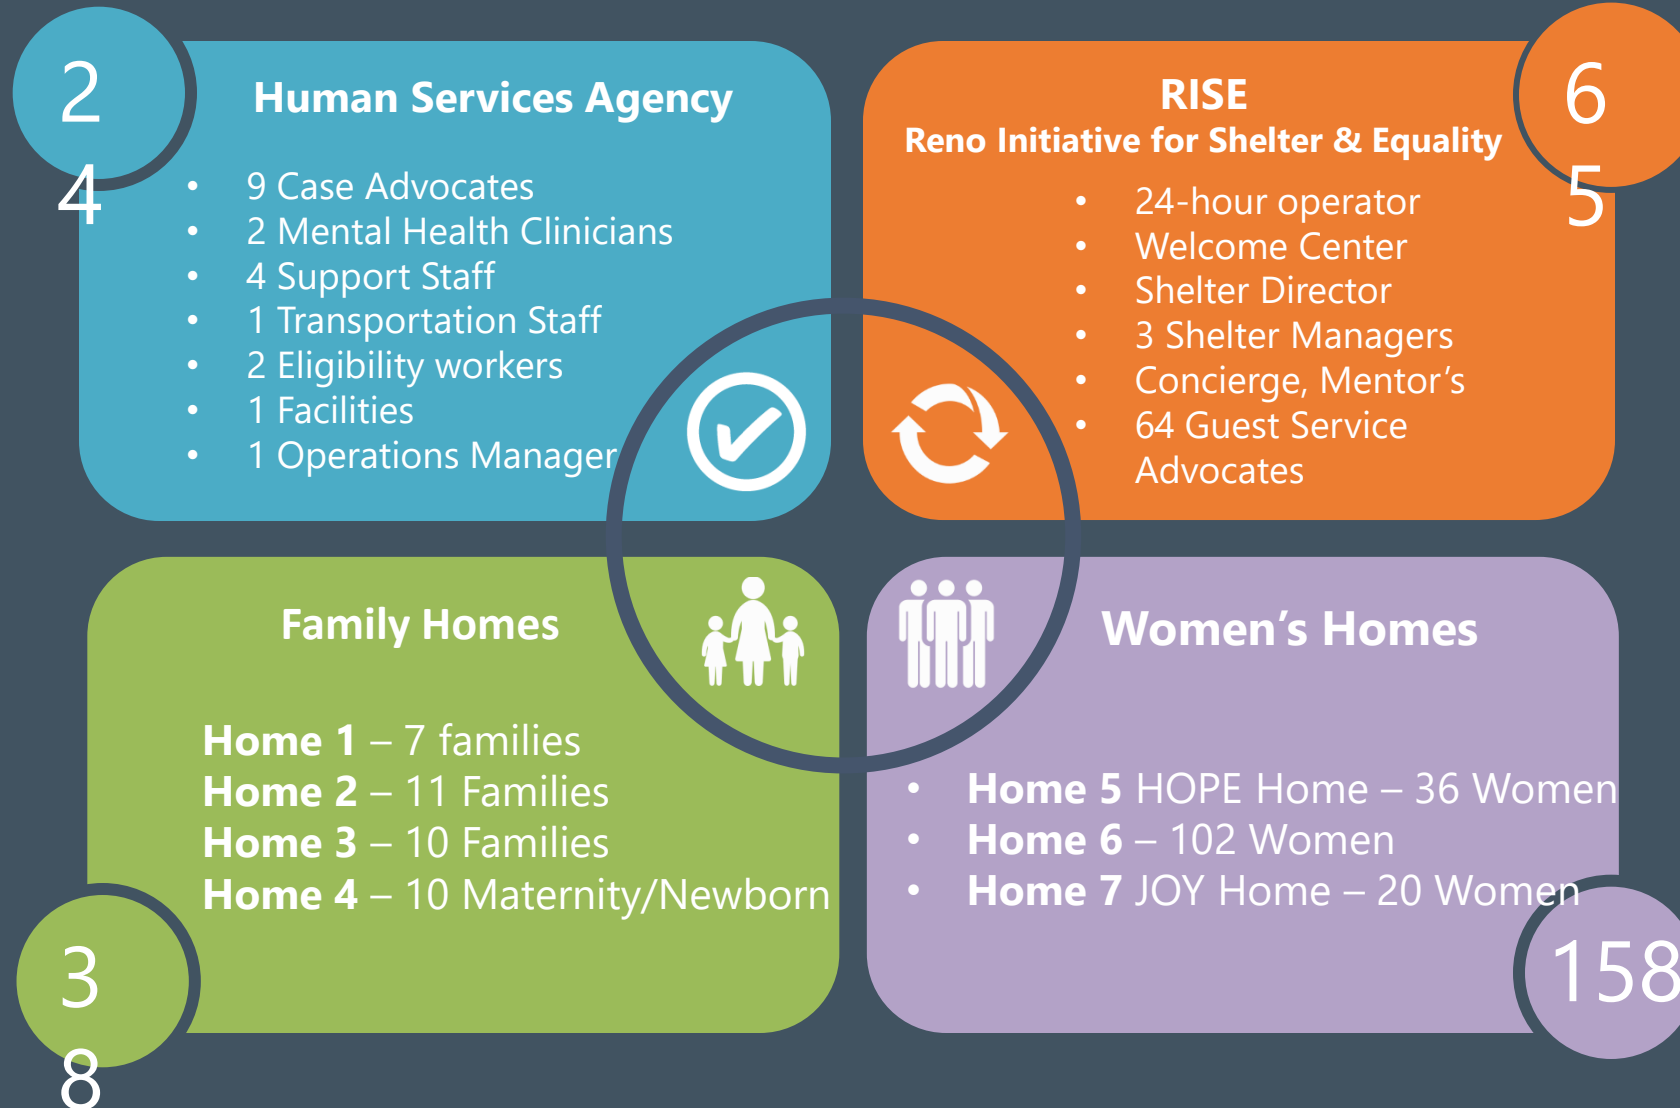 2
4
Human Services Agency
• 9 Case Advocates
• 2 Mental Health Clinicians
• 4 Support Staff
• 1 Transportation Staff
• 2 Eligibility workers
• 1 Facilities
• 1 Operations Manager
RISE
Reno Initiative for Shelter & Equality
6
5
• 24-hour operator
• Welcome Center
• Shelter Director
• 3 Shelter Managers
• Concierge, Mentor’s
• 64 Guest Service
Advocates
Family Homes
Home 1 – 7 families
Home 2 – 11 Families
Home 3 – 10 Families
Home 4 – 10 Maternity/Newborn
3
8
Women’s Homes
• Home 5 HOPE Home – 36 Women
• Home 6 – 102 Women
• Home 7 JOY Home – 20 Women
158